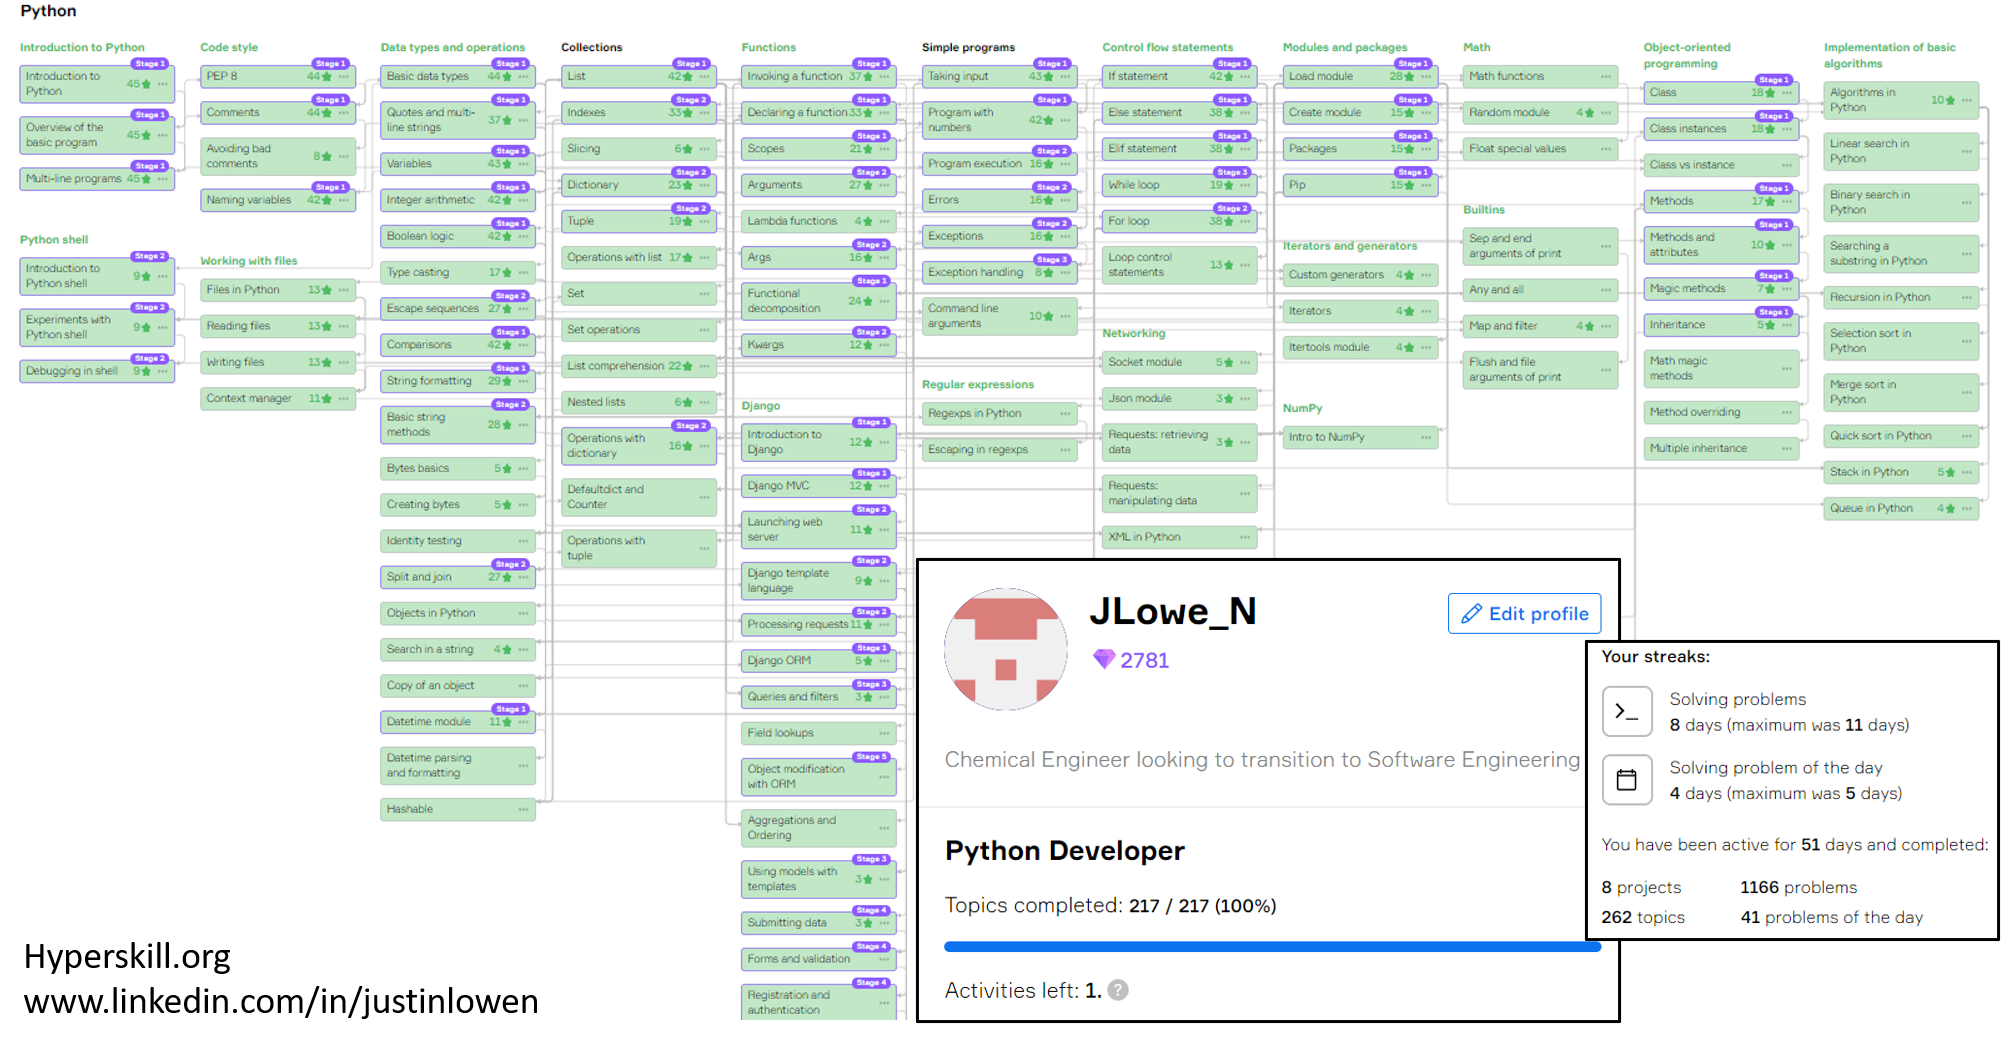 Python
Introduction to Python
Stage 1
Introduction to
Python
45
Stage 1
Overview of the
basic program
45
Stage 1
Multi-line programs 45
Python shell
Stage 2
Introduction to
Python shell
9
Stage 2
Experiments with
Python shell
9
Stage 2
Debugging in shell 9
Code style
Stage 1
PEP 8 44
Stage 1
Comments 44
Avoiding bad
comments
8
Stage 1
Naming variables 42
Working with files
Files in Python 13
Reading files 13
Writing files 13
Context manager 11
Data types and operations
Stage 1
Basic data types 44
Stage 1
Quotes and multi-
line strings
37
Stage 1
Variables 43
Stage 1
Integer arithmetic 42
Stage 1
Boolean logic 42
Type casting 17
Stage 2
Escape sequences 27
Stage 1
Comparisons 42
Stage 1
String formatting 29
Stage 2
Basic string
methods
28
Bytes basics 5
Creating bytes 5
Identity testing
Stage 2
Split and join 27
Objects in Python
Search in a string 4
Copy of an object
Stage 1
Datetime module 11
Datetime parsing
and formatting
Hashable
Collections
Stage 1
List 42
Stage 2
Indexes 33
Slicing 6
Stage 2
Dictionary 23
Stage 2
Tuple 19
Operations with list 17
Set
Set operations
List comprehension 22
Nested lists 6
Stage 2
Operations with
dictionary
16
Defaultdict and
Counter
Operations with
tuple
Functions
Stage 1
Invoking a function 37
Stage 1
Declaring a function 33
Stage 1
Scopes 21
Stage 1
Arguments 27
Lambda functions 4
Stage 2
Args 16
Stage 1
Functional
decomposition
24
Stage 2
Kwargs 12
Django
Stage 1
Introduction to
Django
12
Stage 1
Django MVC 12
Stage 2
Launching web
server
11
Stage 1
Django template
language
9
Stage 2
Processing requests 11
Stage 1
Django ORM 5
Stage 3
Queries and filters 3
Field lookups
Stage 5
Object modification
with ORM
Aggregations and
Ordering
Stage 3
Using models with
templates
3
Stage 4
Submitting data 3
Stage 4
Forms and validation
Stage 4
Registration and
authentication
Simple programs
Stage 1
Taking input 43
Stage 1
Program with
numbers
42
Stage 2
Program execution 16
Stage 2
Errors 16
Stage 2
Exceptions 16
Stage 3
Exception handling 8
Command line
arguments
10
Regular expressions
Regexps in Python
Escaping in regexps
Control flow statements
Stage 1
If statement 42
Stage 1
Else statement 38
Stage 1
Elif statement 38
Stage 3
While loop 19
Stage 2
For loop 38
Loop control
statements
13
Networking
Socket module 5
Json module 3
Requests: retrieving
data
3
Requests:
manipulating data
XML in Python
Modules and packages
Stage 1
Load module 28
Stage 1
Create module 15
Stage 1
Packages 15
Stage 1
Pip 15
Iterators and generators
Custom generators 4
Iterators 4
Itertools module 4
NumPy
Intro to NumPy
Math
Math functions
Random module 4
Float special values
Builtins
Sep and end
arguments of print
Any and all
Map and filter 4
Flush and file
arguments of print
Object-oriented
programming
Stage 1
Class 18
Stage 1
Class instances 18
Class vs instance
Stage 1
Methods 17
Stage 1
Methods and
attributes
10
Stage 1
Magic methods 7
Stage 1
Inheritance 5
Math magic
methods
Method overriding
Multiple inheritance
Implementation of basic
algorithms
Algorithms in
Python
10
Linear search in
Python
Binary search in
Python
Searching a
substring in Python
Recursion in Python
Selection sort in
Python
Merge sort in
Python
Quick sort in Python
Stack in Python 5
Queue in Python 4
JLowe_N
Edit profile
2781
Chemical Engineer looking to transition to Software Engineering
Python Developer
Topics completed: 217 / 217 (100%)
Activities left: 1. ?
Your streaks:
Solving problems
8 days (maximum was 11 days)
Solving problem of the day
4 days (maximum was 5 days)
You have been active for 51 days and completed:
8 projects 1166 problems
262 topics 41 problems of the day
Hyperskill.org
www.linkedin.com/in/justinlowen